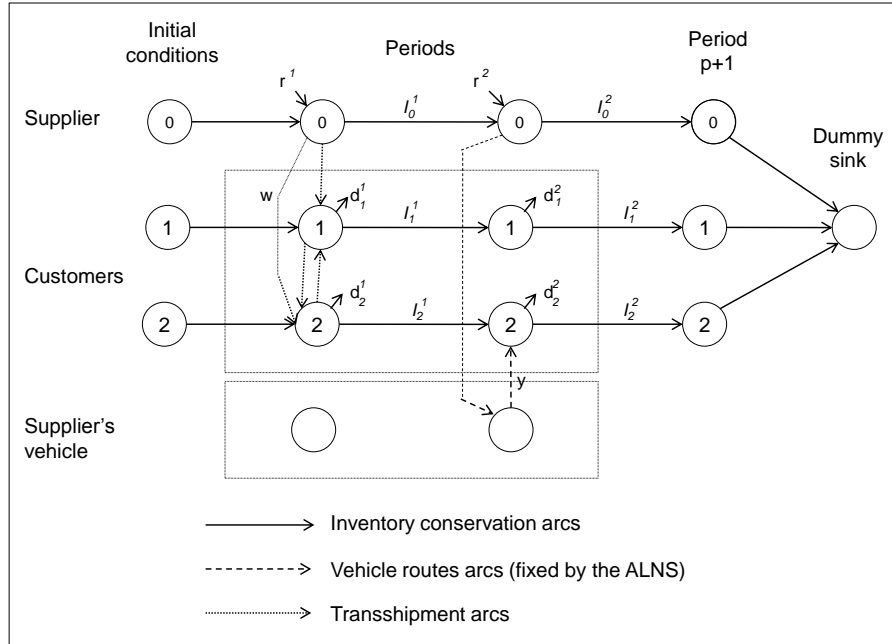 Initial
conditions
Periods
Period
p+1
r¹
r²
Supplier
0
0
I₀¹
0
I₀²
0
Dummy
sink
w
d₁¹
d₁²
1
1
I₁¹
1
I₁²
1
Customers
d₂¹
d₂²
2
2
I₂¹
2
I₂²
2
y
Supplier's
vehicle
Inventory conservation arcs
Vehicle routes arcs (fixed by the ALNS)
Transshipment arcs